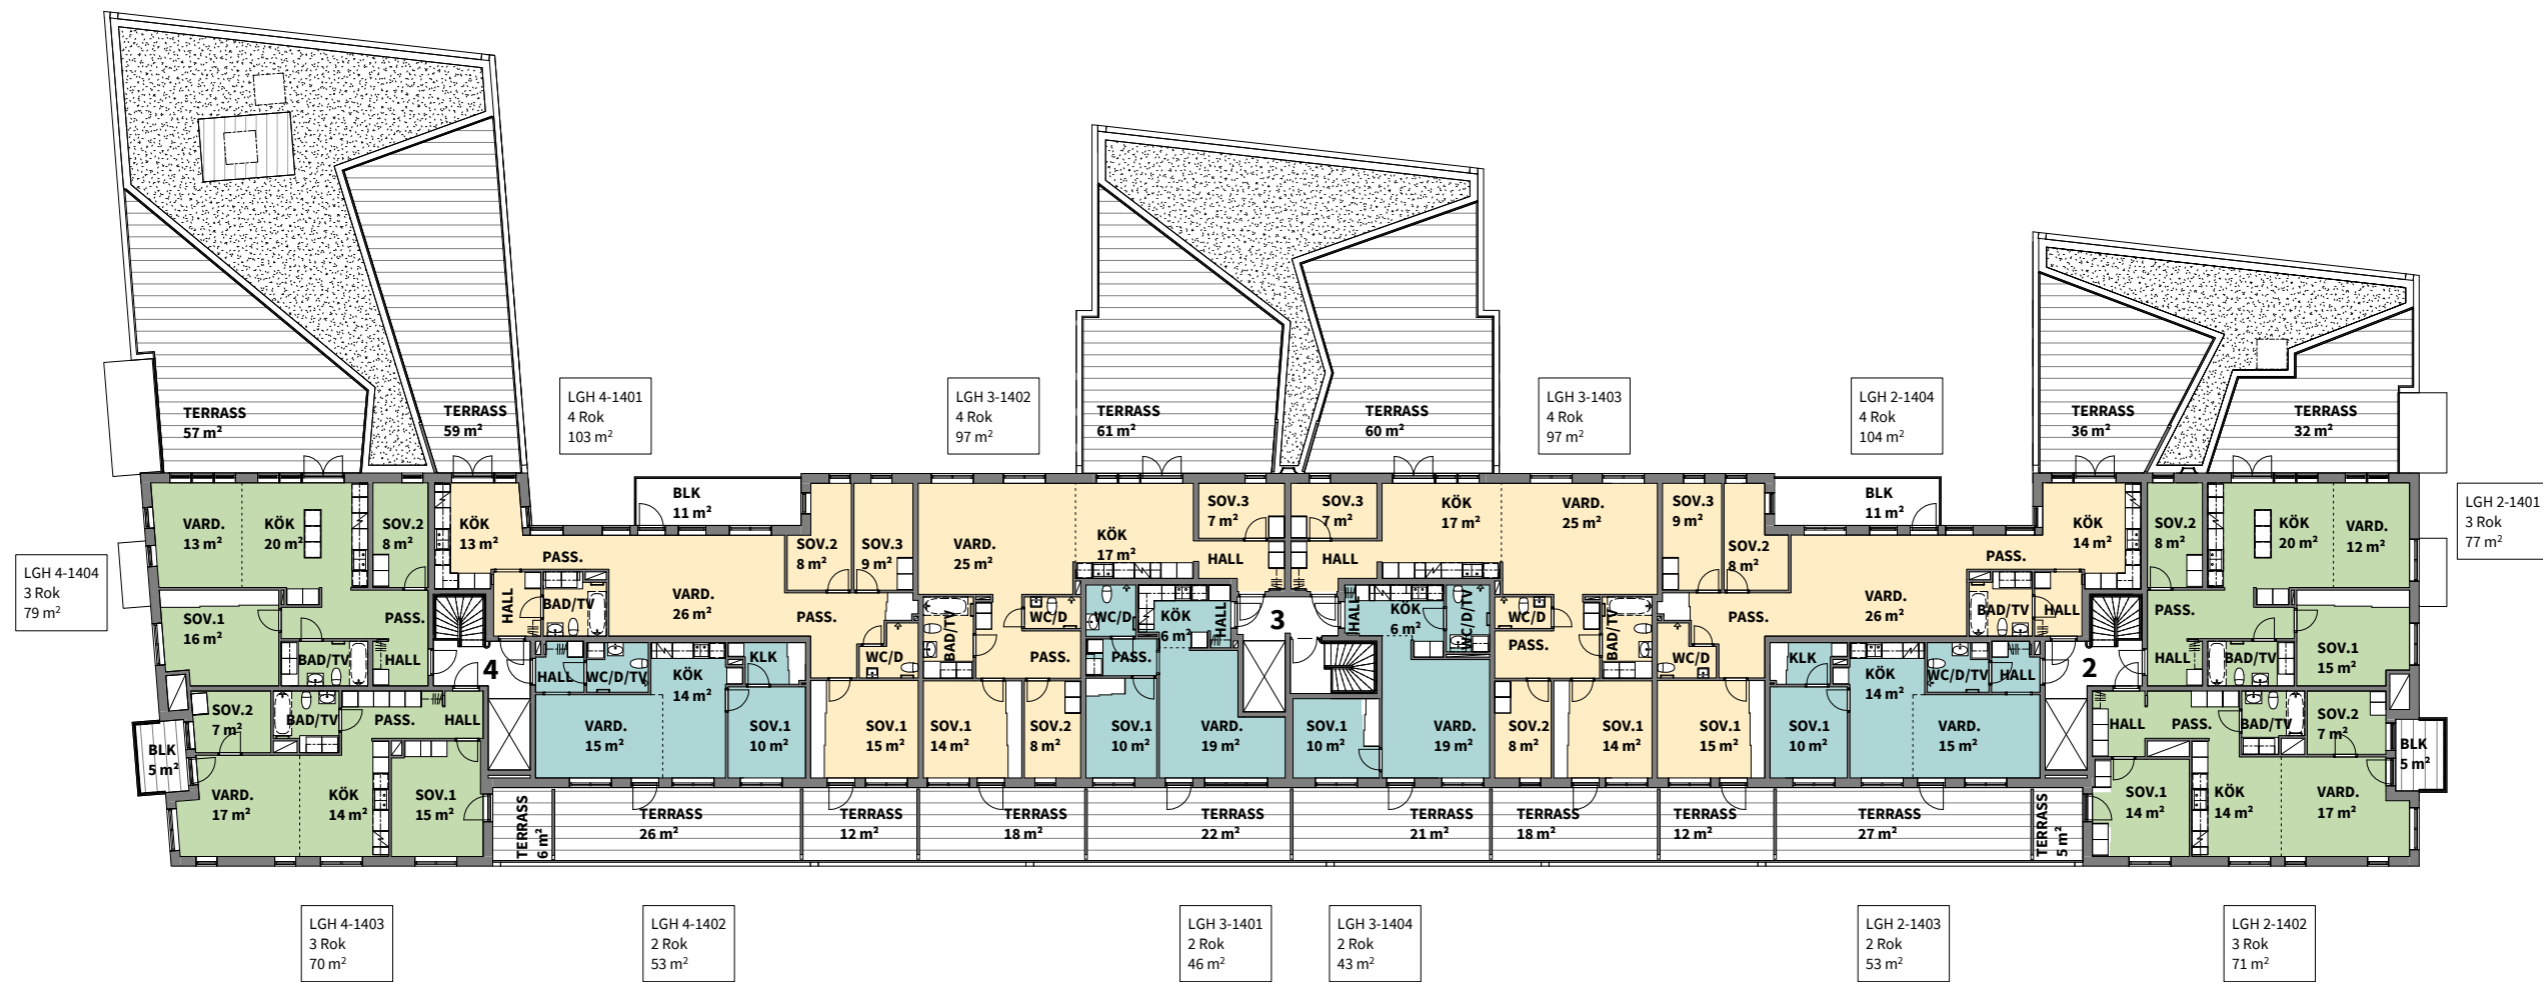 LGH 4-1401
4 Rok
103 m²
LGH 3-1402
4 Rok
97 m²
LGH 3-1403
4 Rok
97 m²
LGH 2-1404
4 Rok
104 m²
TERRASS
57 m²
TERRASS
59 m²
TERRASS
61 m²
TERRASS
60 m²
TERRASS
36 m²
TERRASS
32 m²
LGH 4-1404
3 Rok
79 m²
LGH 2-1401
3 Rok
77 m²
VARD.
13 m²
KÖK
20 m²
SOV.2
8 m²
SOV.1
16 m²
PASS.
BAD/TV
HALL
4
KÖK
13 m²
PASS.
HALL
BAD/TV
VARD.
26 m²
BLK
11 m²
SOV.2
8 m²
SOV.3
9 m²
PASS.
WC/D
SOV.1
15 m²
VARD.
25 m²
KÖK
17 m²
SOV.3
7 m²
HALL
BAD/TV
WC/D
PASS.
SOV.1
14 m²
SOV.2
8 m²
WC/D
KÖK
6 m²
HALL
PASS.
SOV.1
10 m²
VARD.
19 m²
3
SOV.3
7 m²
HALL
KÖK
17 m²
VARD.
25 m²
HALL
KÖK
6 m²
WC/D/TV
SOV.1
10 m²
VARD.
19 m²
WC/D
PASS.
BAD/TV
SOV.2
8 m²
SOV.1
14 m²
SOV.3
9 m²
SOV.2
8 m²
BLK
11 m²
PASS.
WC/D
SOV.1
15 m²
VARD.
26 m²
PASS.
KÖK
14 m²
BAD/TV
HALL
2
SOV.2
8 m²
KÖK
20 m²
VARD.
12 m²
PASS.
HALL
BAD/TV
SOV.1
15 m²
SOV.2
7 m²
BAD/TV
PASS.
HALL
BLK
5 m²
VARD.
17 m²
KÖK
14 m²
SOV.1
15 m²
HALL
WC/D/TV
KÖK
14 m²
KLK
VARD.
15 m²
SOV.1
10 m²
KLK
KÖK
14 m²
WC/D/TV
HALL
SOV.1
10 m²
VARD.
15 m²
HALL
PASS.
BAD/TV
SOV.2
7 m²
BLK
5 m²
SOV.1
14 m²
KÖK
14 m²
VARD.
17 m²
TERRASS
6 m²
TERRASS
26 m²
TERRASS
12 m²
TERRASS
18 m²
TERRASS
22 m²
TERRASS
21 m²
TERRASS
18 m²
TERRASS
12 m²
TERRASS
27 m²
TERRASS
5 m²
LGH 4-1403
3 Rok
70 m²
LGH 4-1402
2 Rok
53 m²
LGH 3-1401
2 Rok
46 m²
LGH 3-1404
2 Rok
43 m²
LGH 2-1403
2 Rok
53 m²
LGH 2-1402
3 Rok
71 m²